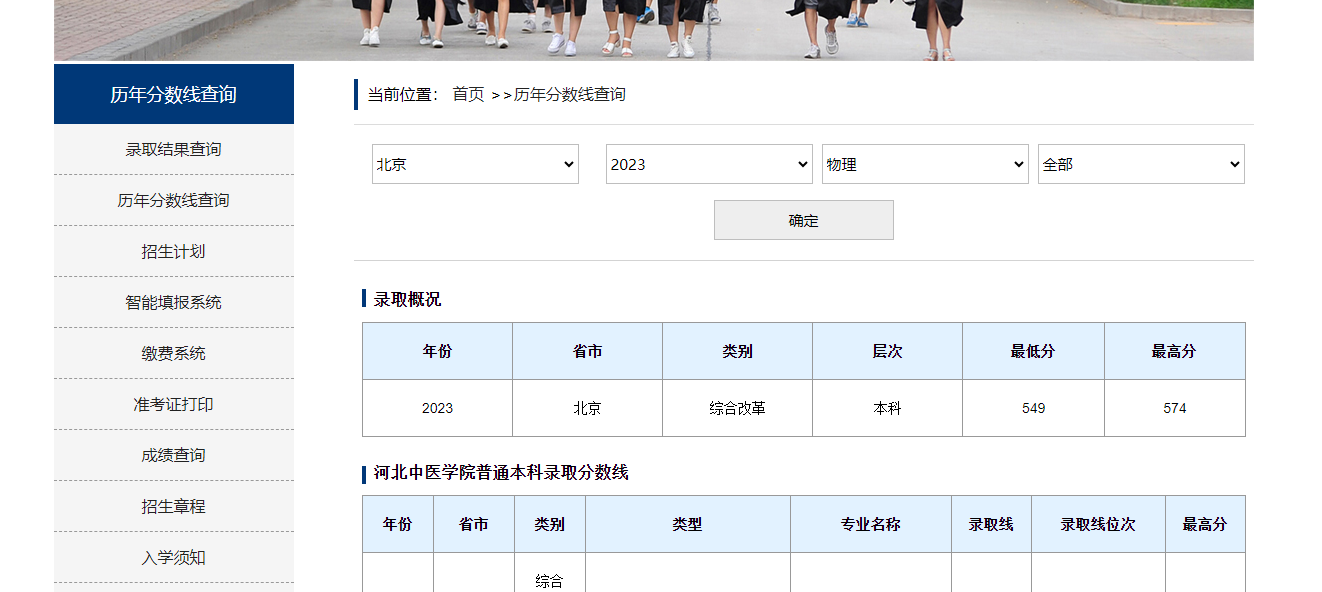 历年分数线查询
录取结果查询
历年分数线查询
招生计划
智能填报系统
缴费系统
准考证打印
成绩查询
招生章程
入学须知
当前位置： 首页 >>历年分数线查询
北京 2023 物理 全部
确定
录取概况
年份 省市 类别 层次 最低分 最高分
2023 北京 综合改革 本科 549 574
河北中医学院普通本科录取分数线
年份 省市 类别 类型 专业名称 录取线 录取线位次 最高分
综合